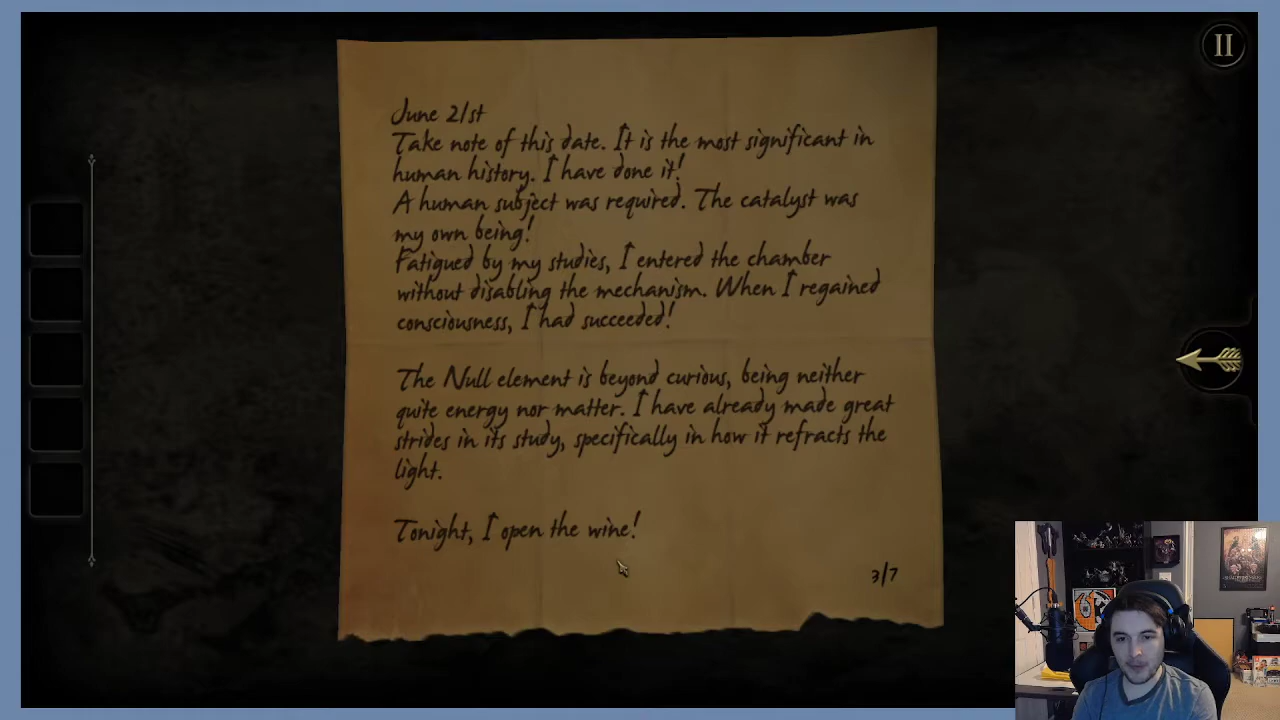 June 21st
Take note of this date. It is the most significant in
human history. I have done it!
A human subject was required. The catalyst was
my own being!
Fatigued by my studies, I entered the chamber
without disabling the mechanism. When I regained
consciousness, I had succeeded!
The Null element is beyond curious, being neither
quite energy nor matter. I have already made great
strides in its study, specifically in how it refracts the
light.
Tonight, I open the wine!
3/7